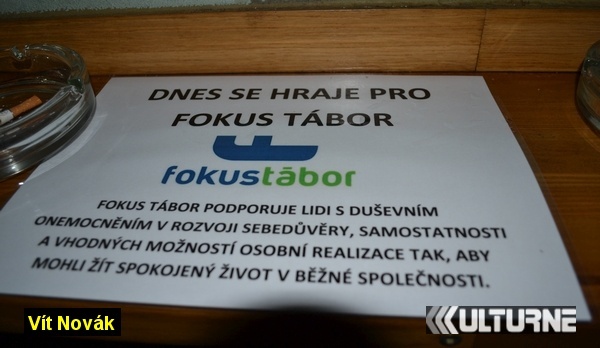 DNES SE HRAJE PRO
FOKUS TÁBOR
fokustábor
FOKUS TÁBOR PODPORUJE LIDI S DUŠEVNÍM
ONEMOCNĚNÍM V ROZVOJI SEBEDŮVĚRY, SAMOSTATNOSTI
A VHODNÝCH MOŽNOSTÍ OSOBNÍ REALIZACE TAK, ABY
MOHLI ŽÍT SPOKOJENÝ ŽIVOT V BĚŽNÉ SPOLEČNOSTI.
Vít Novák
KULTURNE